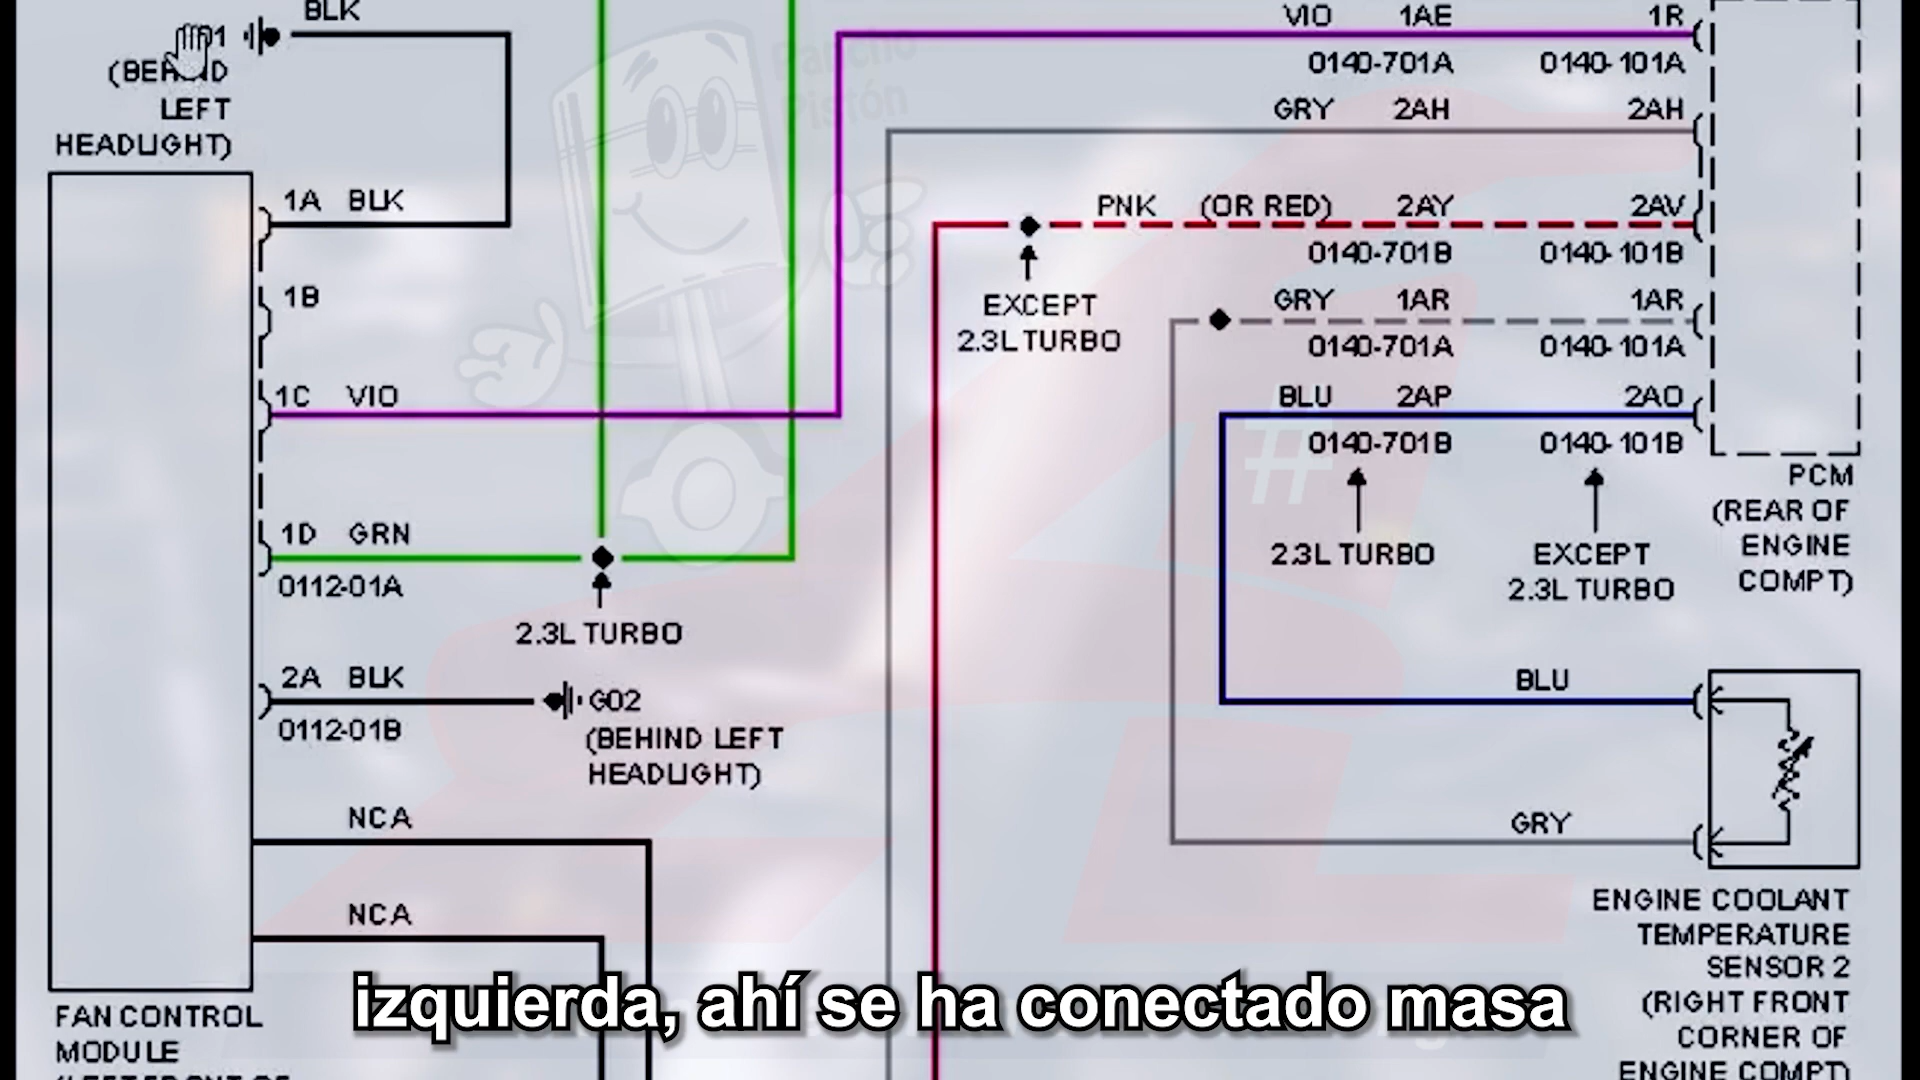 BLK
(BEHIND
LEFT
HEADLIGHT)
1A BLK
1B
1C VIO
1D GRN
0112-01A
2.3L TURBO
2A BLK
0112-01B
G02
(BEHIND LEFT
HEADLIGHT)
NCA
NCA
FAN CONTROL
MODULE
Pancho
Pistón
VIO 1AE 1R
0140-701A 0140-101A
GRY 2AH 2AH
PNK (OR RED) 2AY 2AV
0140-701B 0140-101B
EXCEPT
2.3L TURBO
GRY 1AR 1AR
0140-701A 0140-101A
BLU 2AP 2AO
#
0140-701B 0140-101B
2.3L TURBO
EXCEPT
2.3L TURBO
PCM
(REAR OF
ENGINE
COMPT)
BLU
GRY
ENGINE COOLANT
TEMPERATURE
SENSOR 2
(RIGHT FRONT
CORNER OF
ENGINE COMPT)
izquierda, ahí se ha conectado masa